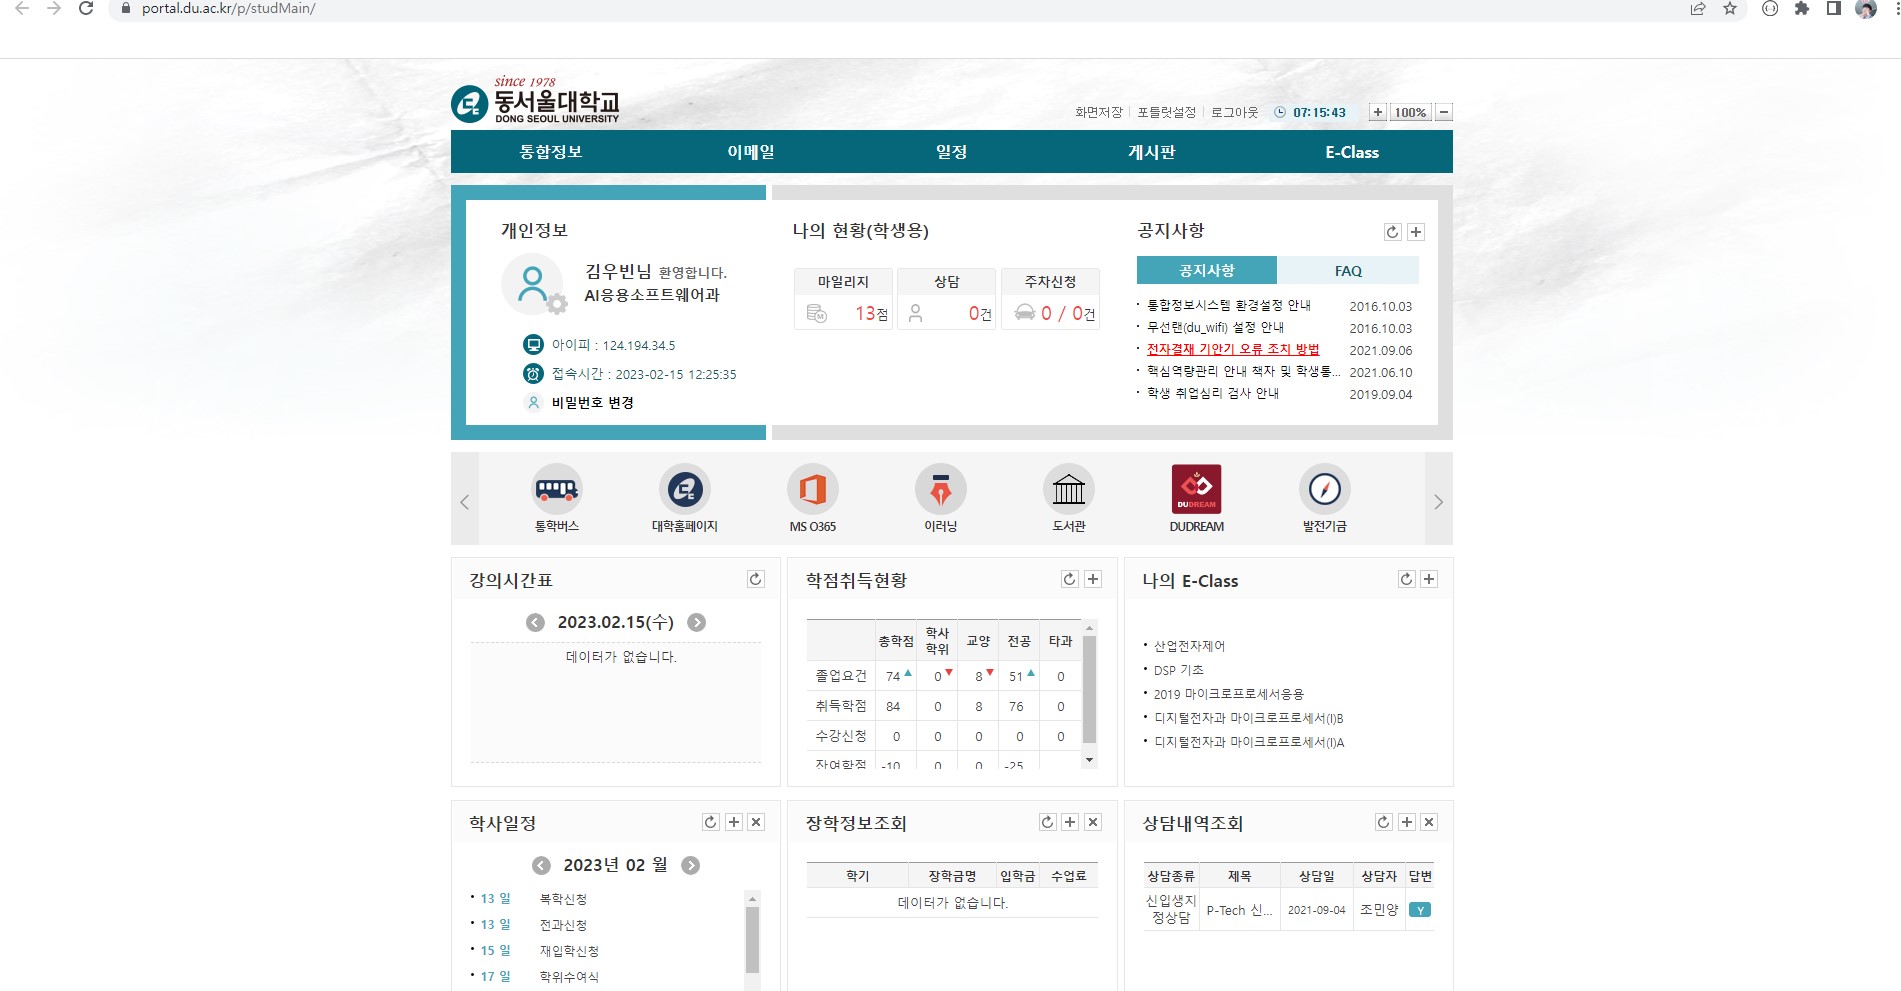 portal.du.ac.kr/p/studMain/
since 1978
동서울대학교
DONG SEOUL UNIVERSITY
화면저장 포틀릿설정 로그아웃 07:15:43 + 100% −
통합정보 이메일 일정 게시판 E-Class
개인정보
김우빈님 환영합니다.
AI응용소프트웨어과
아이피 : 124.194.34.5
접속시간 : 2023-02-15 12:25:35
비밀번호 변경
나의 현황(학생용)
마일리지 상담 주차신청
13점 0건 0 / 0건
공지사항
공지사항 FAQ
통합정보시스템 환경설정 안내 2016.10.03
무선랜(du_wifi) 설정 안내 2016.10.03
전자결재 기안기 오류 조치 방법 2021.09.06
핵심역량관리 안내 책자 및 학생통... 2021.06.10
학생 취업심리 검사 안내 2019.09.04
DUDREAM
통학버스 대학홈페이지 MS O365 이러닝 도서관 DUDREAM 발전기금
강의시간표
2023.02.15(수)
데이터가 없습니다.
학점취득현황
총학점 학사학위 교양 전공 타과
졸업요건 74 0 8 51 0
취득학점 84 0 8 76 0
수강신청 0 0 0 0 0
잔여학점 -10 0 0 -25
나의 E-Class
산업전자제어
DSP 기초
2019 마이크로프로세서응용
디지털전자과 마이크로프로세서(I)B
디지털전자과 마이크로프로세서(I)A
학사일정
2023년 02 월
13 일 복학신청
13 일 전과신청
15 일 재입학신청
17 일 학위수여식
장학정보조회
학기 장학금명 입학금 수업료
데이터가 없습니다.
상담내역조회
상담종류 제목 상담일 상담자 답변
신입생지정상담 P-Tech 신... 2021-09-04 조민양 Y